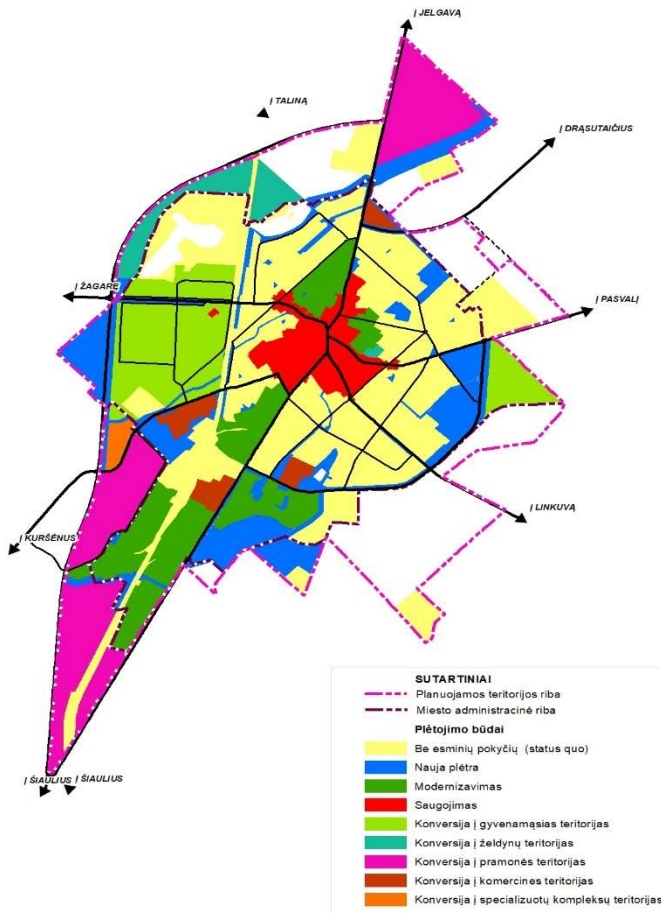 Į JELGAVĄ
Į TALINĄ
Į DRĄSUTAIČIUS
Į ŽAGARĘ
Į PASVALĮ
Į LINKUVĄ
Į KURŠĖNUS
Į ŠIAULIUS Į ŠIAULIUS
SUTARTINIAI
Planuojamos teritorijos riba
Miesto administracinė riba
Plėtojimo būdai
Be esminių pokyčių (status quo)
Nauja plėtra
Modernizavimas
Saugojimas
Konversija į gyvenamąsias teritorijas
Konversija į želdynų teritorijas
Konversija į pramonės teritorijas
Konversija į komercines teritorijas
Konversija į specializuotų kompleksų teritorijas